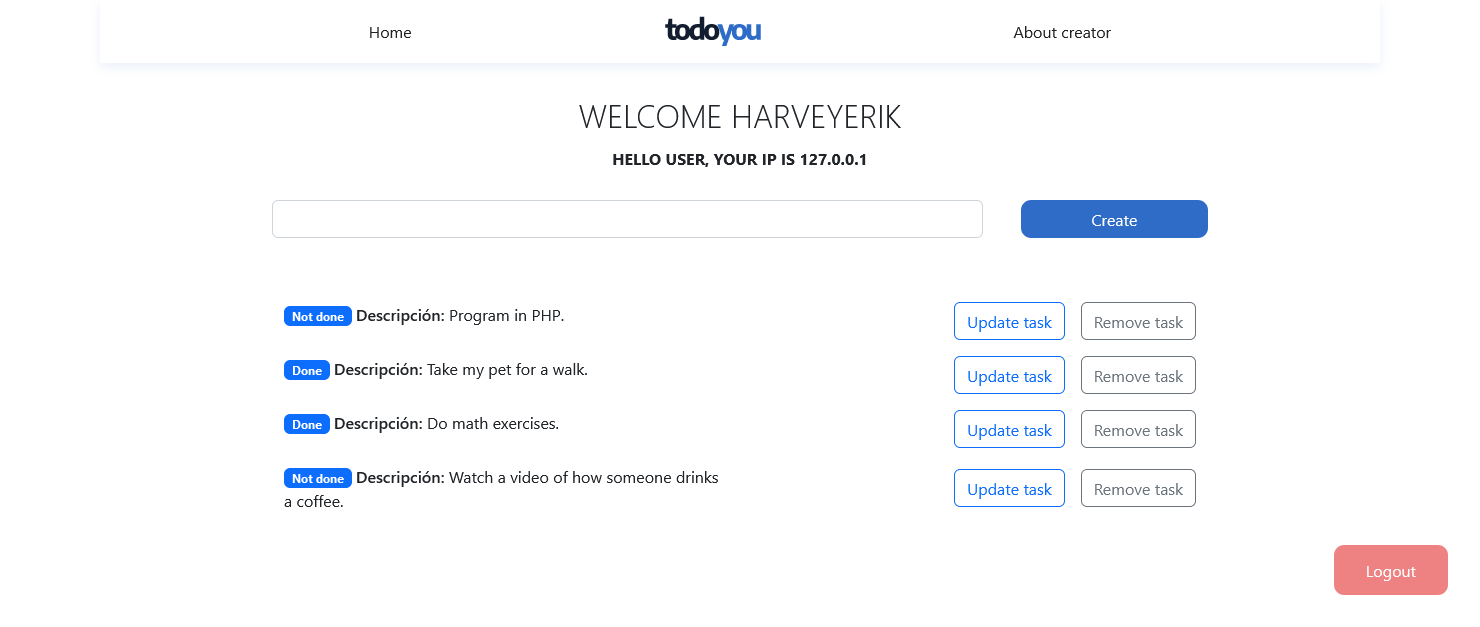 Home todoyou About creator
WELCOME HARVEYERIK
HELLO USER, YOUR IP IS 127.0.0.1
Create
Not done Descripción: Program in PHP. Update task Remove task
Done Descripción: Take my pet for a walk. Update task Remove task
Done Descripción: Do math exercises. Update task Remove task
Not done Descripción: Watch a video of how someone drinks
a coffee. Update task Remove task
Logout